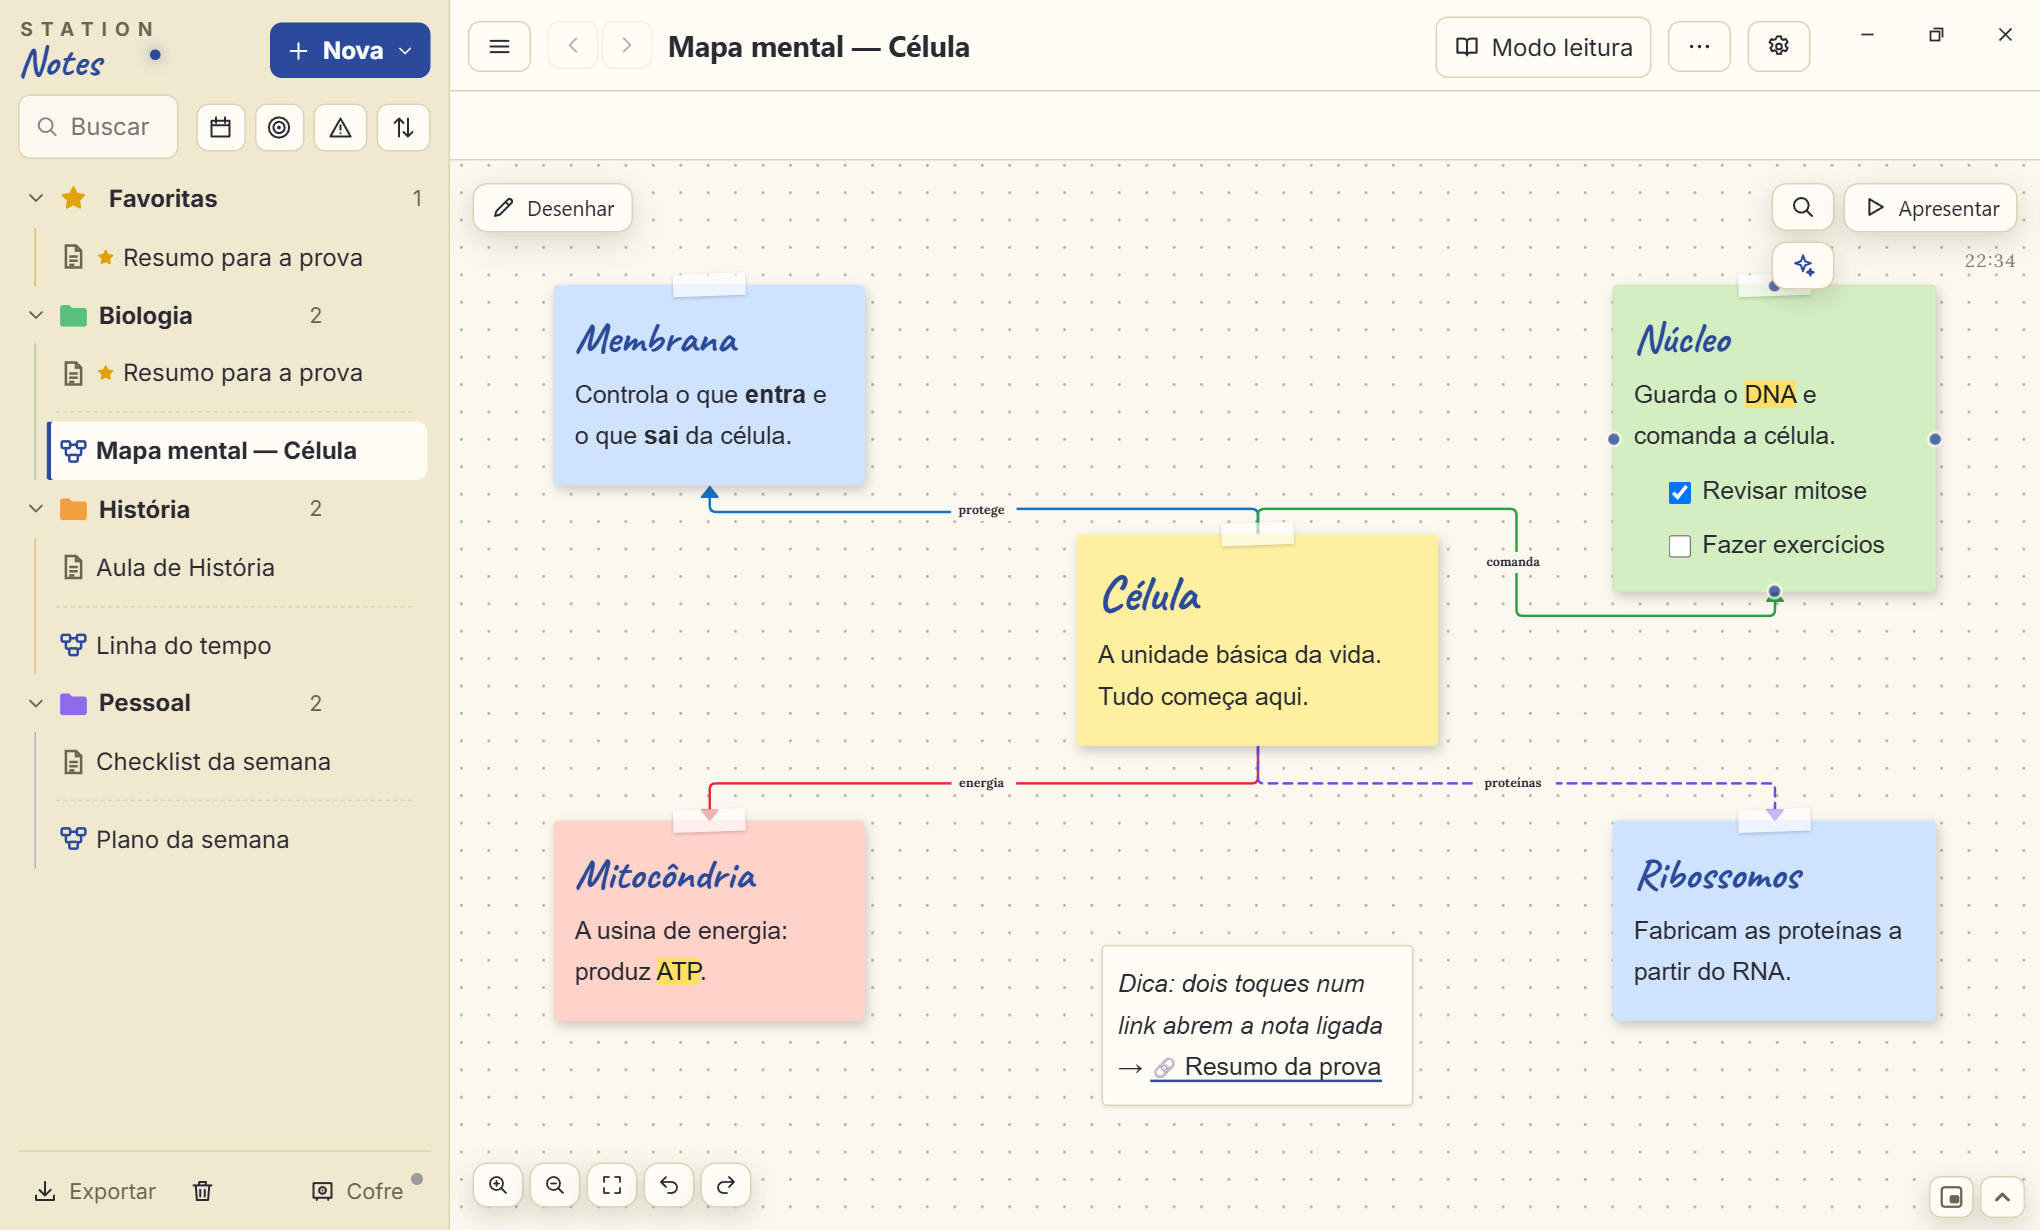 STATION
Notes
Nova
Buscar
Favoritas 1
Resumo para a prova
Biologia 2
Resumo para a prova
Mapa mental — Célula
História 2
Aula de História
Linha do tempo
Pessoal 2
Checklist da semana
Plano da semana
Exportar
Cofre
Mapa mental — Célula
Modo leitura
Desenhar
Apresentar
22:34
Membrana
Controla o que entra e
o que sai da célula.
Núcleo
Guarda o DNA e
comanda a célula.
Revisar mitose
Fazer exercícios
protege
comanda
Célula
A unidade básica da vida.
Tudo começa aqui.
energia
proteínas
Mitocôndria
A usina de energia:
produz ATP.
Ribossomos
Fabricam as proteínas a
partir do RNA.
Dica: dois toques num
link abrem a nota ligada
→ 🔗 Resumo da prova